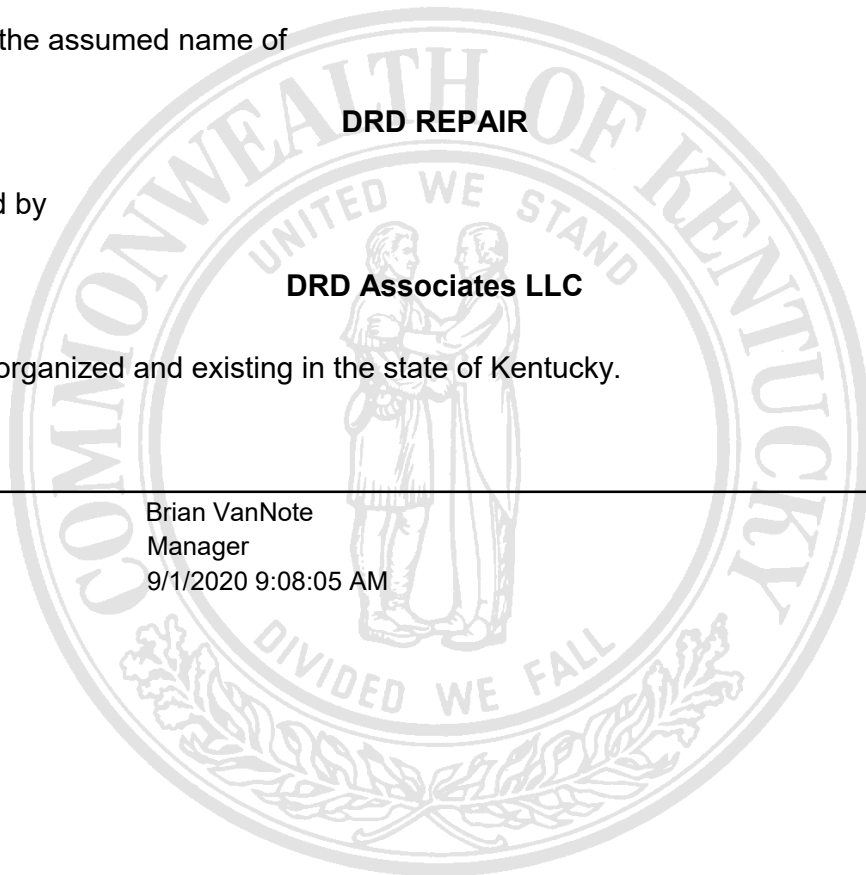 the assumed name of
DRD REPAIR
d by
DRD Associates LLC
organized and existing in the state of Kentucky.
Brian VanNote
Manager
9/1/2020 9:08:05 AM
COMMONWEALTH OF KENTUCKY
UNITED WE STAND
DIVIDED WE FALL